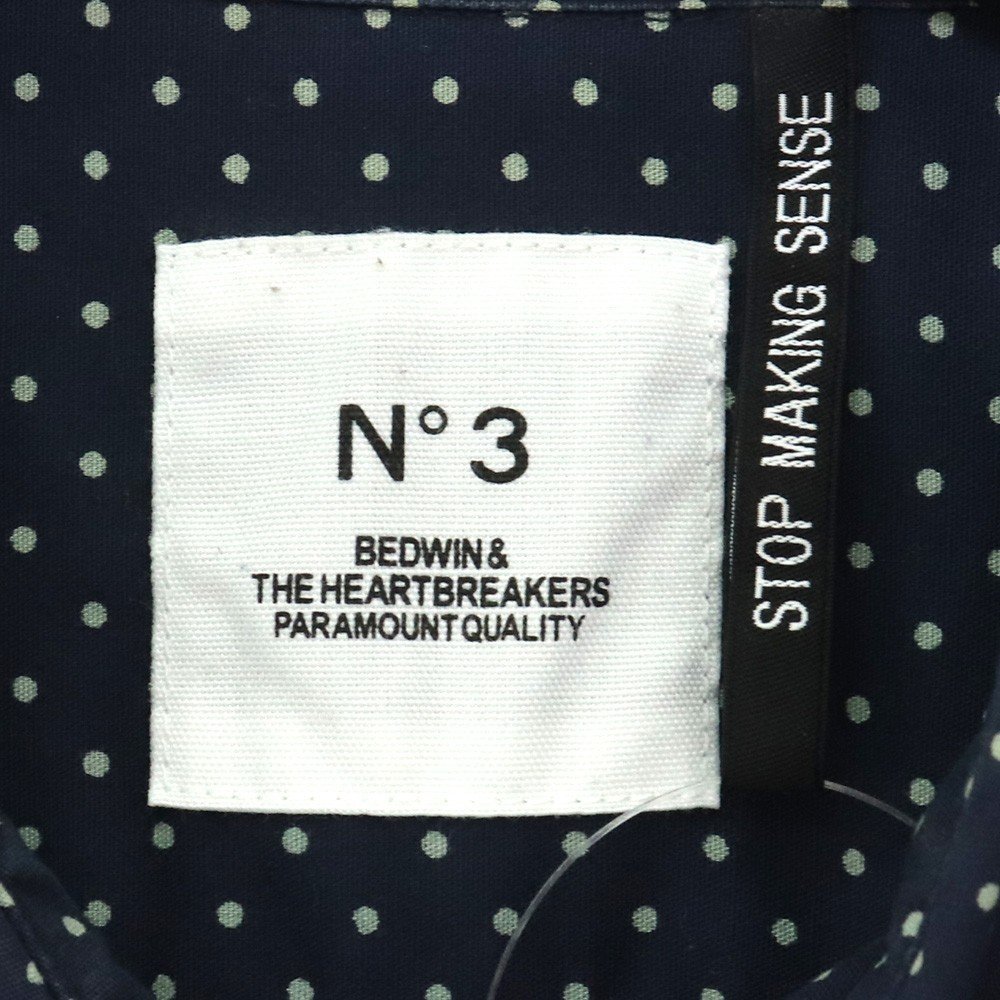 N° 3
BEDWIN &
THE HEARTBREAKERS
PARAMOUNT QUALITY
STOP MAKING SENSE